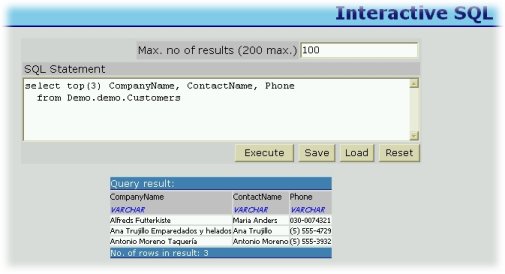 Interactive SQL
Max. no of results (200 max.) 100
SQL Statement
select top(3) CompanyName, ContactName, Phone
from Demo.demo.Customers
Execute Save Load Reset
Query result:
CompanyName ContactName Phone
VARCHAR VARCHAR VARCHAR
Alfreds Futterkiste Maria Anders 030-0074321
Ana Trujillo Emparedados y helados Ana Trujillo (5) 555-4729
Antonio Moreno Taquería Antonio Moreno (5) 555-3932
No. of rows in result: 3